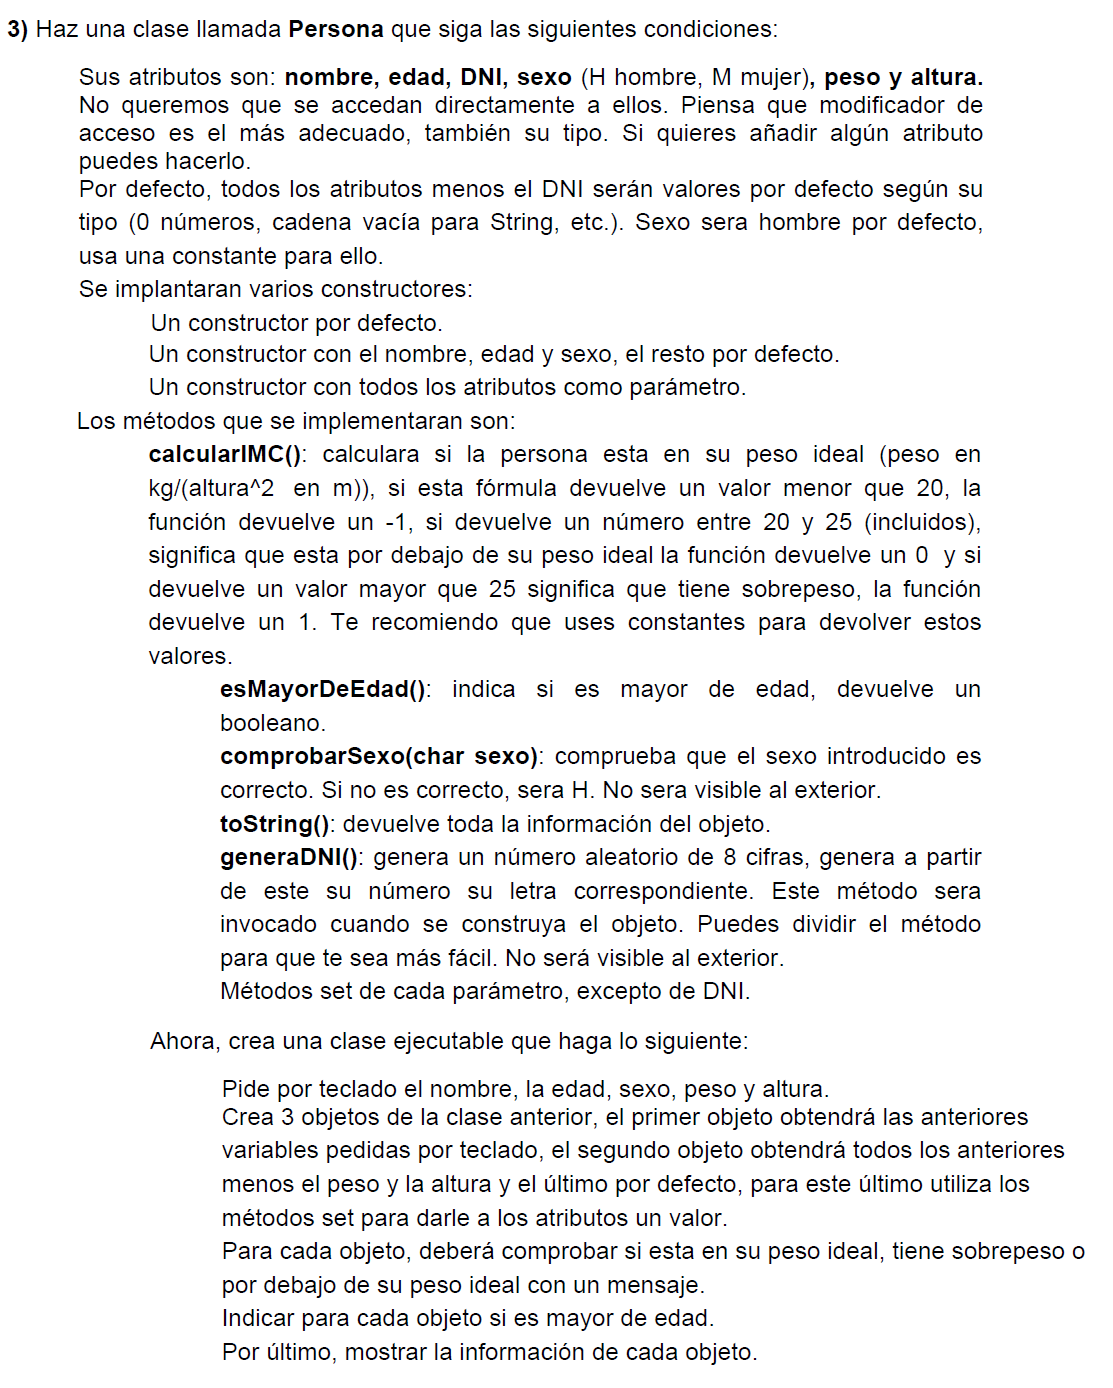 3) Haz una clase llamada Persona que siga las siguientes condiciones:
Sus atributos son: nombre, edad, DNI, sexo (H hombre, M mujer), peso y altura.
No queremos que se accedan directamente a ellos. Piensa que modificador de
acceso es el más adecuado, también su tipo. Si quieres añadir algún atributo
puedes hacerlo.
Por defecto, todos los atributos menos el DNI serán valores por defecto según su
tipo (0 números, cadena vacía para String, etc.). Sexo sera hombre por defecto,
usa una constante para ello.
Se implantaran varios constructores:
Un constructor por defecto.
Un constructor con el nombre, edad y sexo, el resto por defecto.
Un constructor con todos los atributos como parámetro.
Los métodos que se implementaran son:
calcularIMC(): calculara si la persona esta en su peso ideal (peso en
kg/(altura^2 en m)), si esta fórmula devuelve un valor menor que 20, la
función devuelve un -1, si devuelve un número entre 20 y 25 (incluidos),
significa que esta por debajo de su peso ideal la función devuelve un 0 y si
devuelve un valor mayor que 25 significa que tiene sobrepeso, la función
devuelve un 1. Te recomiendo que uses constantes para devolver estos
valores.
esMayorDeEdad(): indica si es mayor de edad, devuelve un
booleano.
comprobarSexo(char sexo): comprueba que el sexo introducido es
correcto. Si no es correcto, sera H. No sera visible al exterior.
toString(): devuelve toda la información del objeto.
generaDNI(): genera un número aleatorio de 8 cifras, genera a partir
de este su número su letra correspondiente. Este método sera
invocado cuando se construya el objeto. Puedes dividir el método
para que te sea más fácil. No será visible al exterior.
Métodos set de cada parámetro, excepto de DNI.
Ahora, crea una clase ejecutable que haga lo siguiente:
Pide por teclado el nombre, la edad, sexo, peso y altura.
Crea 3 objetos de la clase anterior, el primer objeto obtendrá las anteriores
variables pedidas por teclado, el segundo objeto obtendrá todos los anteriores
menos el peso y la altura y el último por defecto, para este último utiliza los
métodos set para darle a los atributos un valor.
Para cada objeto, deberá comprobar si esta en su peso ideal, tiene sobrepeso o
por debajo de su peso ideal con un mensaje.
Indicar para cada objeto si es mayor de edad.
Por último, mostrar la información de cada objeto.